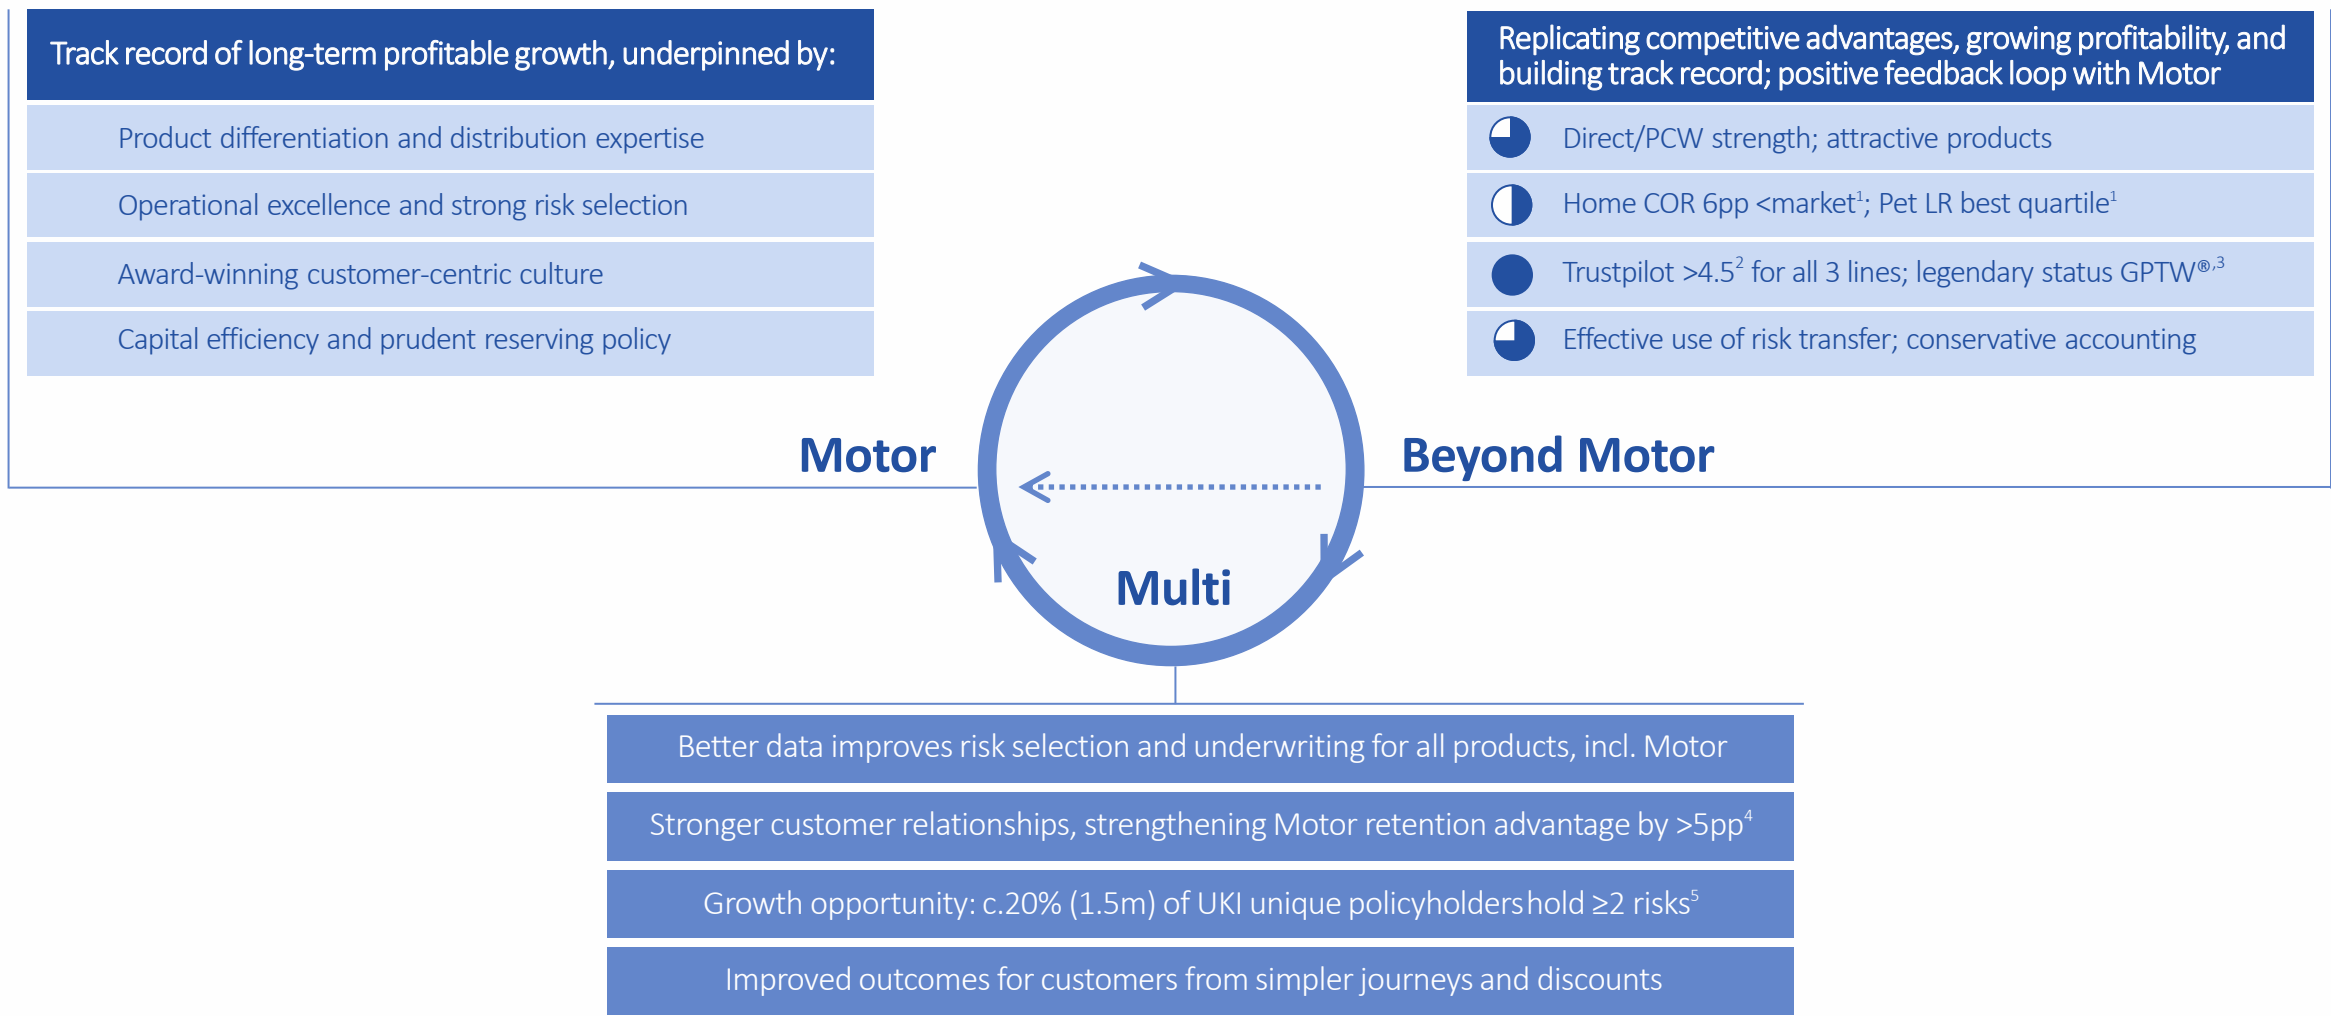 Track record of long-term profitable growth, underpinned by:
Product differentiation and distribution expertise
Operational excellence and strong risk selection
Award-winning customer-centric culture
Capital efficiency and prudent reserving policy
Replicating competitive advantages, growing profitability, and
building track record; positive feedback loop with Motor
Direct/PCW strength; attractive products
Home COR 6pp <market¹; Pet LR best quartile¹
Trustpilot >4.5² for all 3 lines; legendary status GPTW®,³
Effective use of risk transfer; conservative accounting
Motor
Beyond Motor
Multi
Better data improves risk selection and underwriting for all products, incl. Motor
Stronger customer relationships, strengthening Motor retention advantage by >5pp⁴
Growth opportunity: c.20% (1.5m) of UKI unique policyholders hold ≥2 risks⁵
Improved outcomes for customers from simpler journeys and discounts